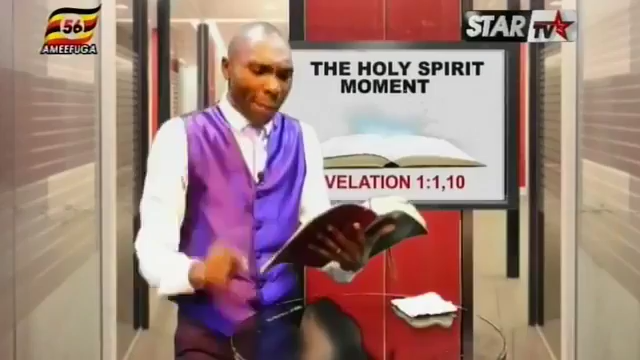 56
AMEEFUGA
STAR TV
THE HOLY SPIRIT
MOMENT
VELATION 1:1,10